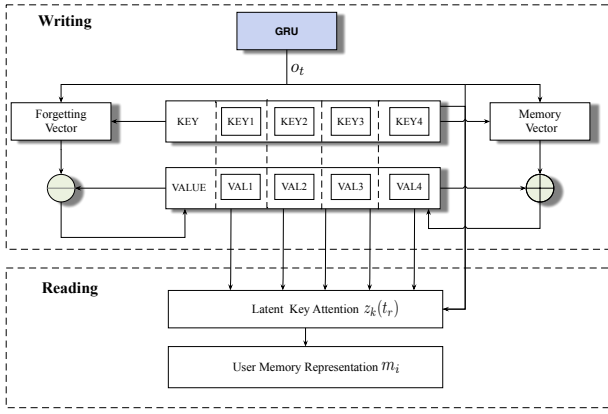 Writing
GRU
o_t
Forgetting
Vector
KEY KEY1 KEY2 KEY3 KEY4
Memory
Vector
VALUE VAL1 VAL2 VAL3 VAL4
Reading
Latent Key Attention z_k(t_r)
User Memory Representation m_i